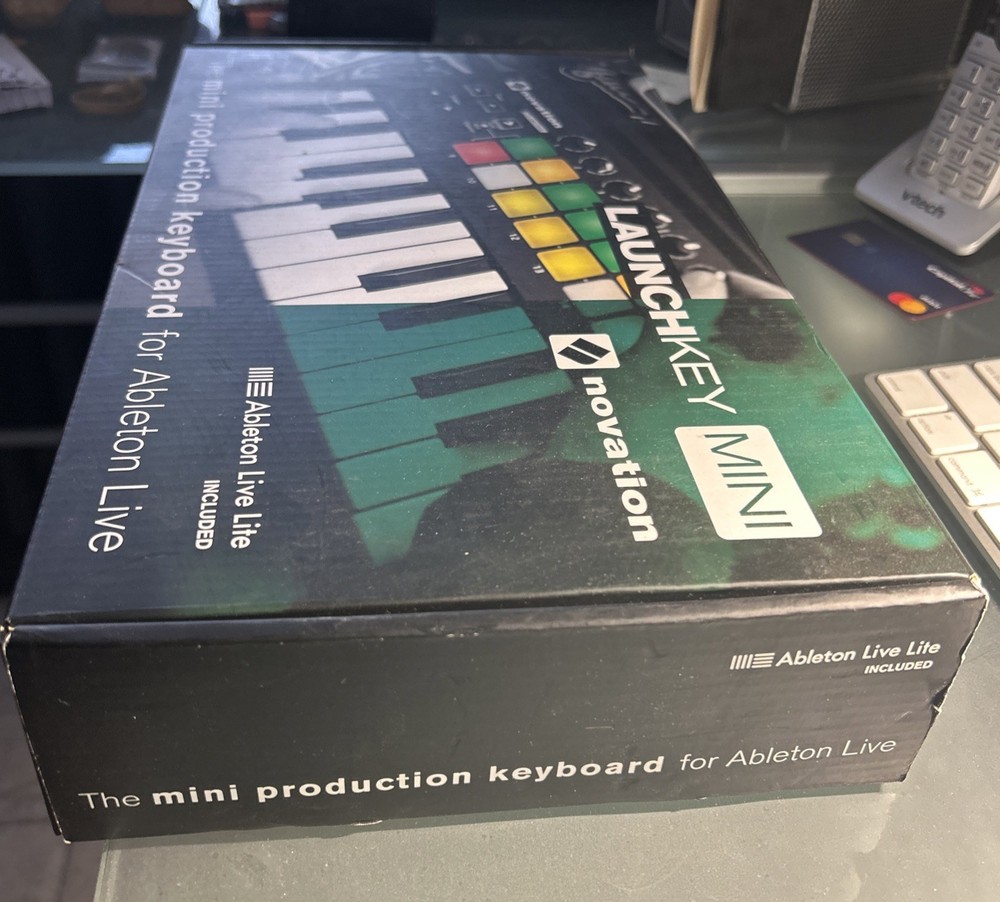 LAUNCHKEY MINI
novation
Ableton Live Lite
INCLUDED
The mini production keyboard for Ableton Live
Ableton Live Lite
INCLUDED
The mini production keyboard for Ableton Live
vtech